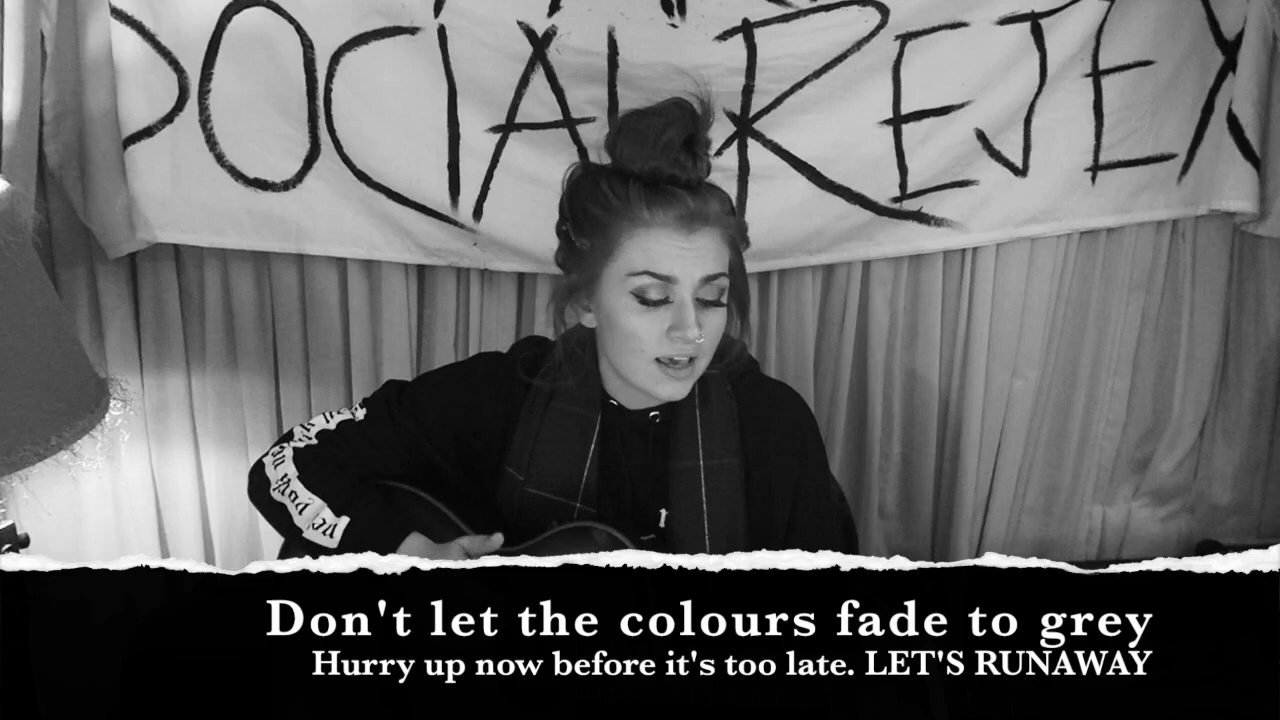 SOCIAL REJEX
Don't let the colours fade to grey
Hurry up now before it's too late. LET'S RUNAWAY